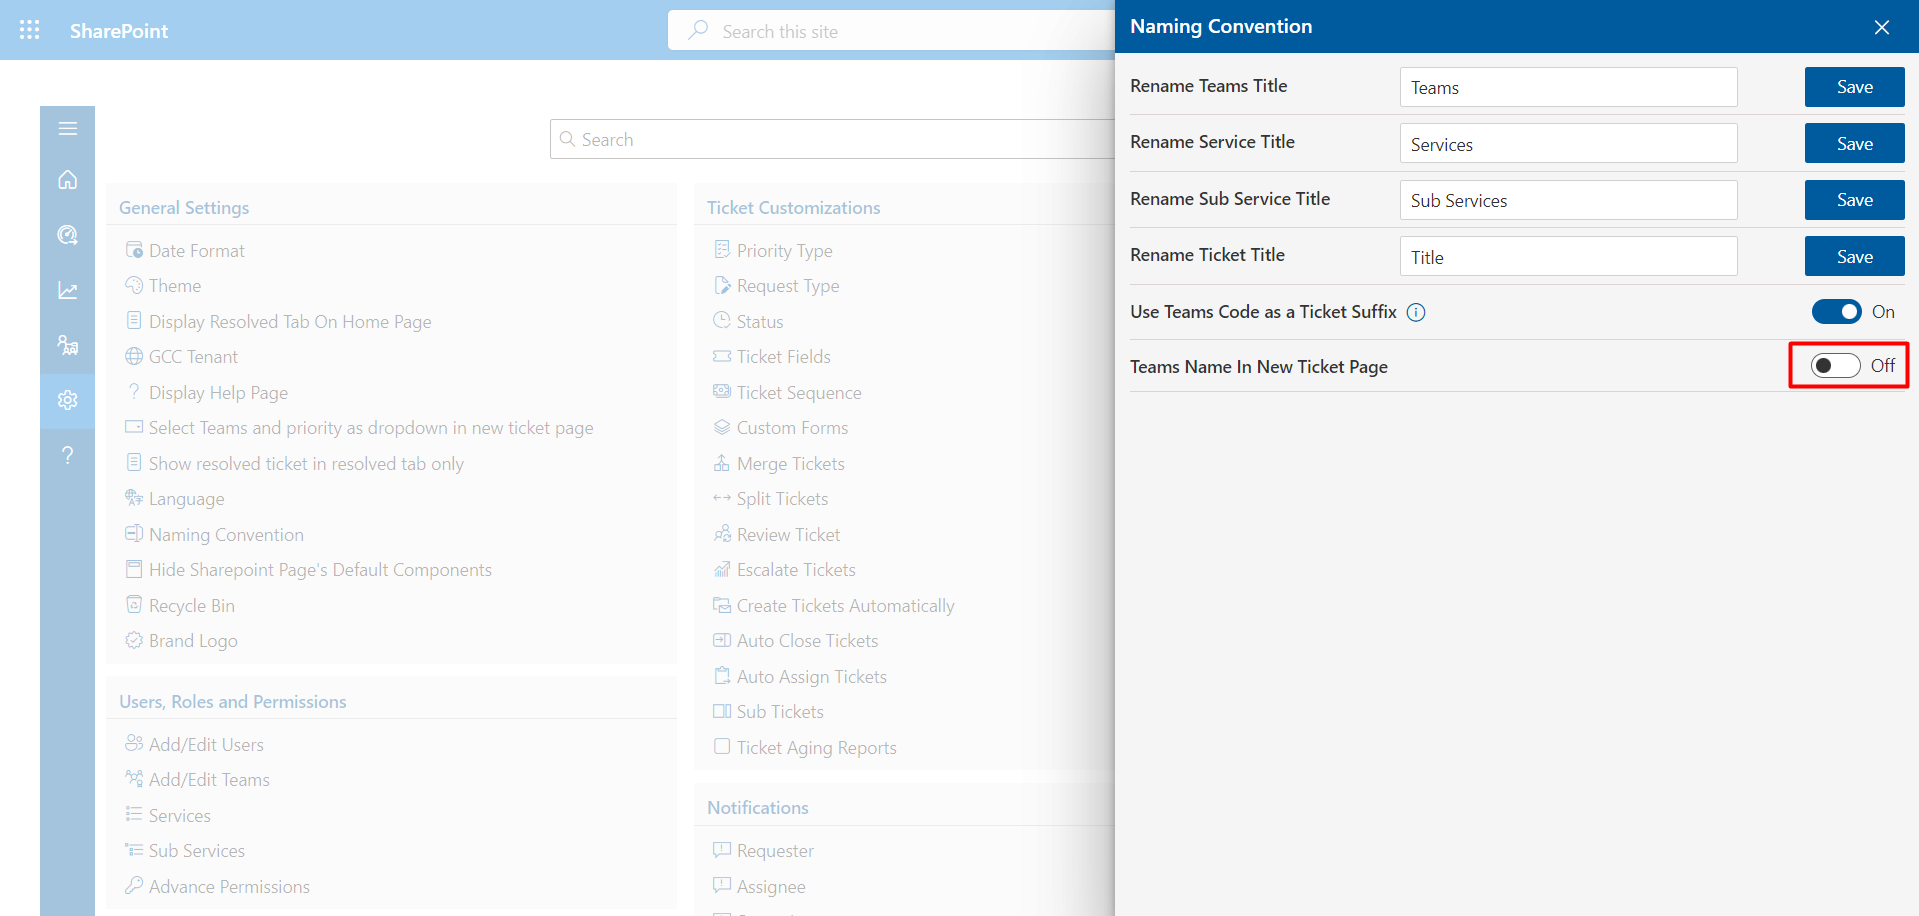 SharePoint
Search this site
Search
General Settings
Date Format
Theme
Display Resolved Tab On Home Page
GCC Tenant
? Display Help Page
Select Teams and priority as dropdown in new ticket page
Show resolved ticket in resolved tab only
Language
Naming Convention
Hide Sharepoint Page's Default Components
Recycle Bin
Brand Logo
Users, Roles and Permissions
Add/Edit Users
Add/Edit Teams
Services
Sub Services
Advance Permissions
Ticket Customizations
Priority Type
Request Type
Status
Ticket Fields
Ticket Sequence
Custom Forms
Merge Tickets
Split Tickets
Review Ticket
Escalate Tickets
Create Tickets Automatically
Auto Close Tickets
Auto Assign Tickets
Sub Tickets
Ticket Aging Reports
Notifications
Requester
Assignee
Naming Convention
Rename Teams Title Teams Save
Rename Service Title Services Save
Rename Sub Service Title Sub Services Save
Rename Ticket Title Title Save
Use Teams Code as a Ticket Suffix On
Teams Name In New Ticket Page Off